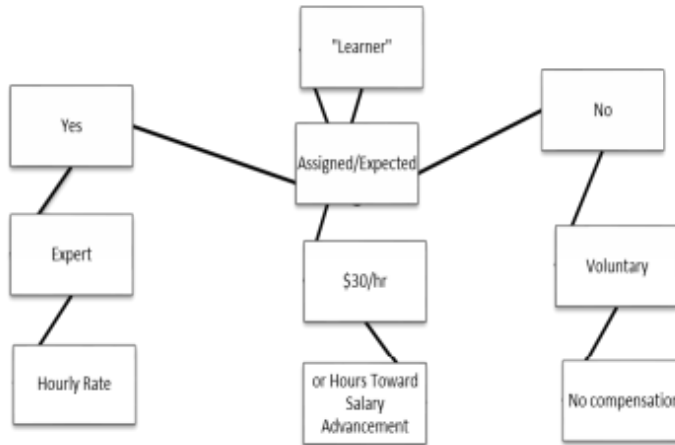 "Learner"
Yes
No
Assigned/Expected
Expert
$30/hr
Voluntary
Hourly Rate
or Hours Toward
Salary
Advancement
No compensation